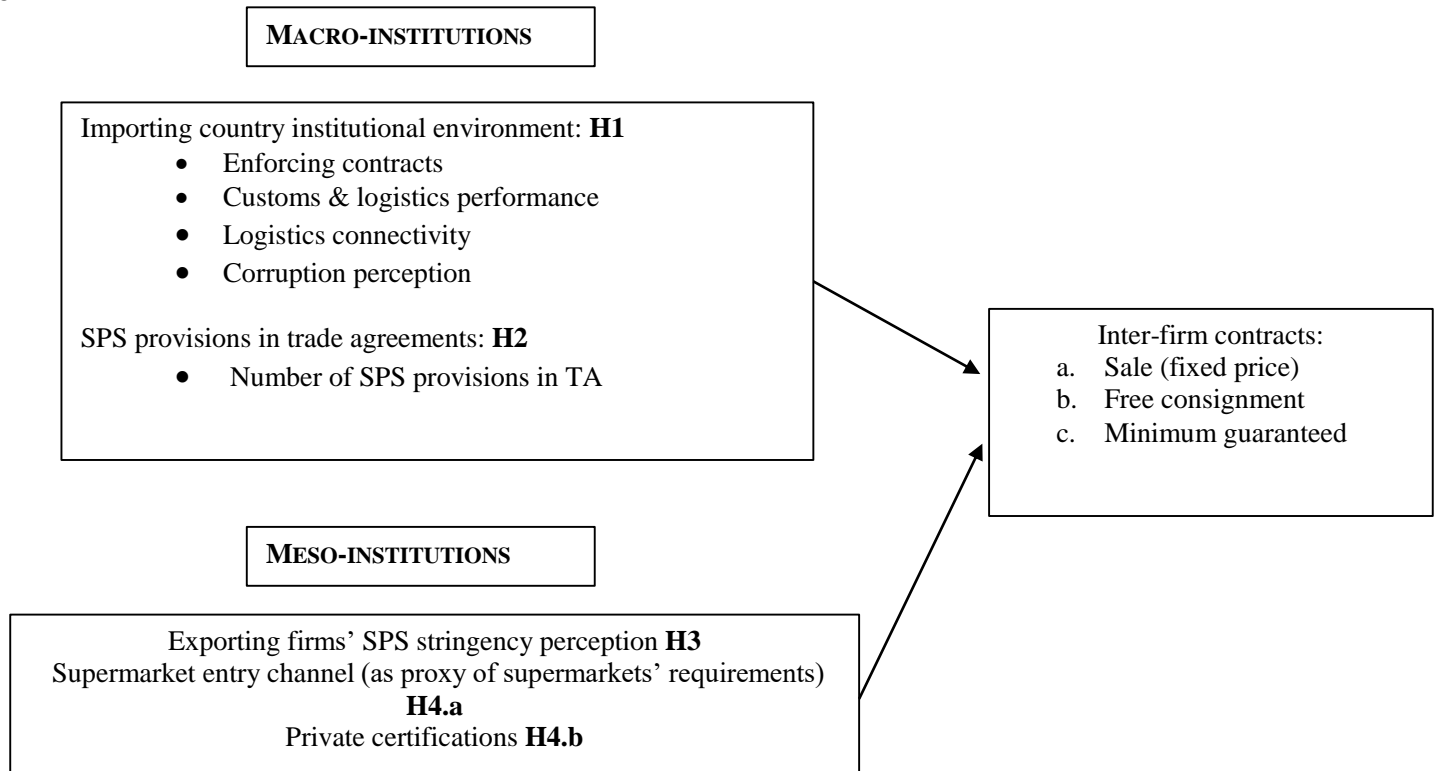 MACRO-INSTITUTIONS
Importing country institutional environment: H1
• Enforcing contracts
• Customs & logistics performance
• Logistics connectivity
• Corruption perception
SPS provisions in trade agreements: H2
• Number of SPS provisions in TA
Inter-firm contracts:
a. Sale (fixed price)
b. Free consignment
c. Minimum guaranteed
MESO-INSTITUTIONS
Exporting firms’ SPS stringency perception H3
Supermarket entry channel (as proxy of supermarkets’ requirements)
H4.a
Private certifications H4.b